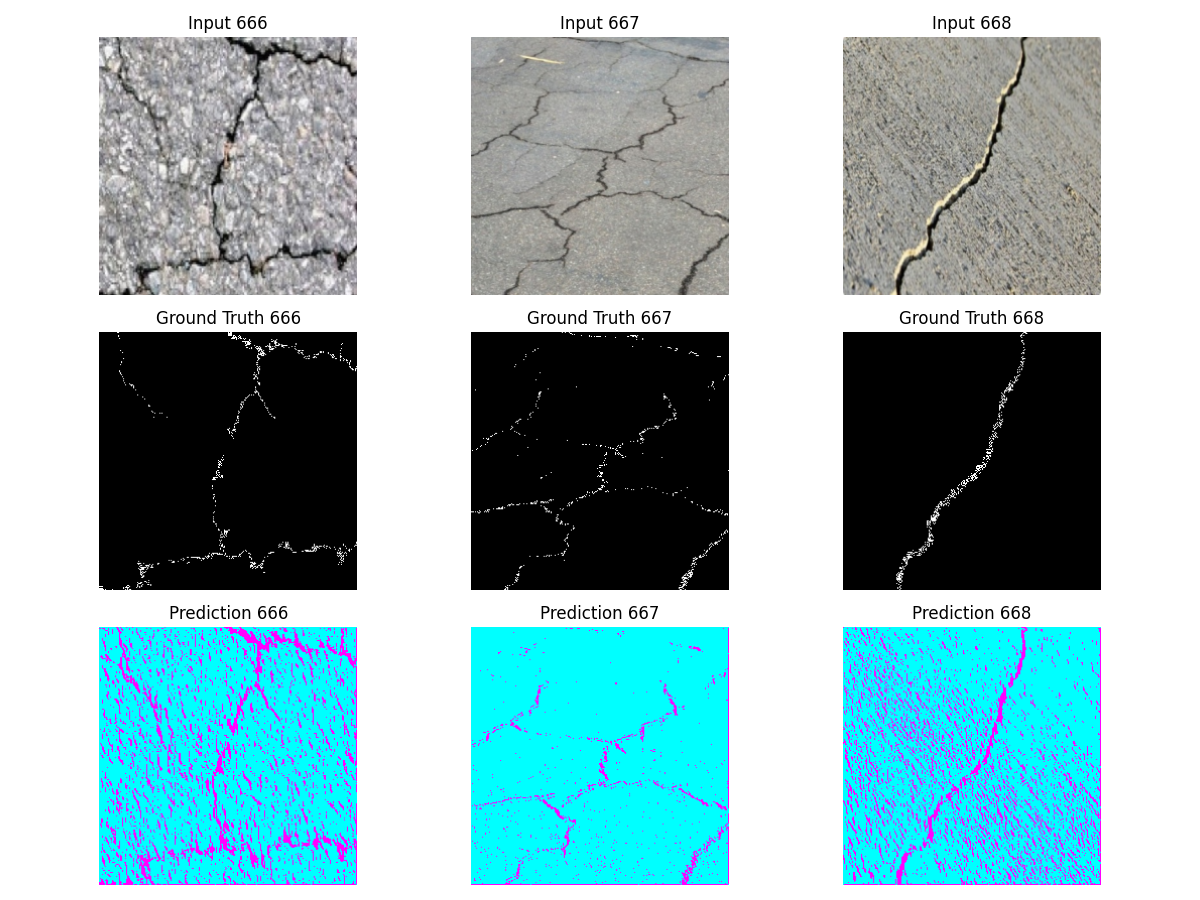 Input 666
Input 667
Input 668
Ground Truth 666
Ground Truth 667
Ground Truth 668
Prediction 666
Prediction 667
Prediction 668